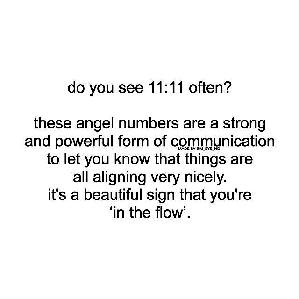 do you see 11:11 often?
these angel numbers are a strong
and powerful form of communication
to let you know that things are
all aligning very nicely.
it's a beautiful sign that you're
‘in the flow’.